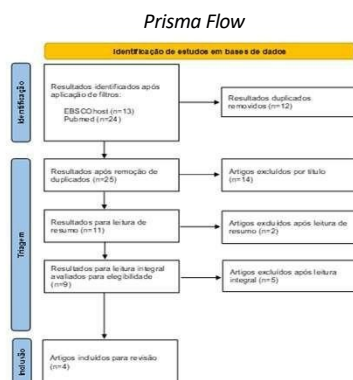 Prisma Flow
Identificação de estudos em bases de dados
Identificação
Resultados identificados após
aplicação de filtros:
EBSCOhost (n=13)
Pubmed (n=24)
Resultados duplicados
removidos (n=12)
Triagem
Resultados após remoção de
duplicados (n=25)
Artigos excluídos por título
(n=14)
Resultados para leitura de
resumo (n=11)
Artigos excluídos após leitura de
resumo (n=2)
Resultados para leitura integral
avaliados para elegibilidade
(n=9)
Artigos excluídos após leitura
integral (n=5)
Inclusão
Artigos incluídos para revisão
(n=4)